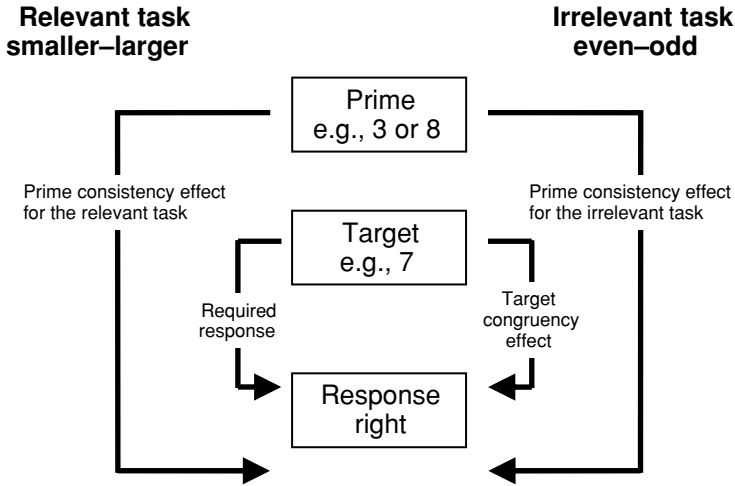 Relevant task
smaller–larger
Irrelevant task
even–odd
Prime
e.g., 3 or 8
Prime consistency effect
for the relevant task
Prime consistency effect
for the irrelevant task
Target
e.g., 7
Required
response
Target
congruency
effect
Response
right